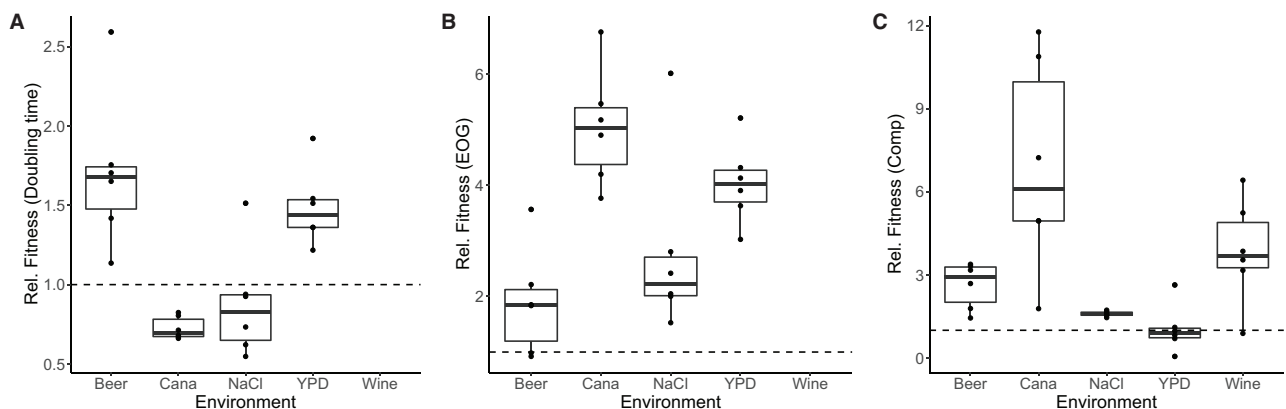 A
Rel. Fitness (Doubling time)
2.5
2.0
1.5
1.0
0.5
Beer Cana NaCl YPD Wine
Environment
B
Rel. Fitness (EOG)
6
4
2
Beer Cana NaCl YPD Wine
Environment
C
Rel. Fitness (Comp)
12
9
6
3
0
Beer Cana NaCl YPD Wine
Environment